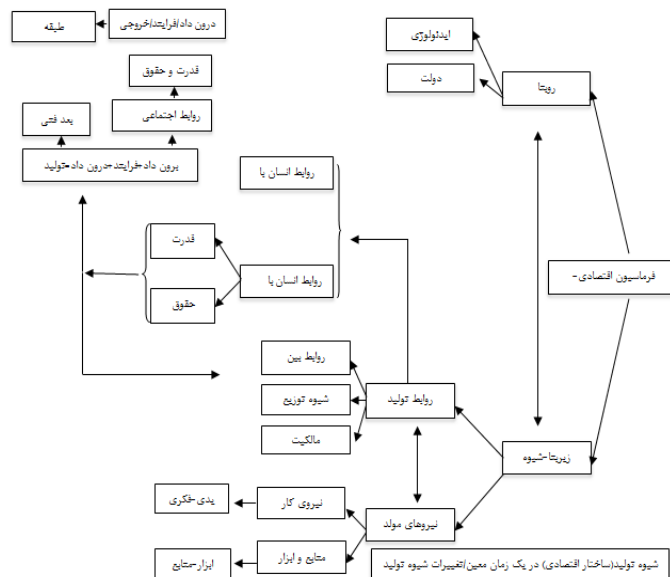 درون داد/فرایند/خروجی
طبقه
ایدئولوژی
قدرت و حقوق
دولت
روبنا
روابط اجتماعی
بعد فنی
برون داد+فرایند+درون داد=تولید
روابط انسان با
قدرت
روابط انسان با
فرماسیون اقتصادی-
حقوق
روابط بین
روابط تولید
شیوه توزیع
مالکیت
زیربنا-شیوه
نیروی کار
یدی-فکری
نیروهای مولد
منابع و ابزار
ابزار-منابع
شیوه تولید(ساختار اقتصادی) در یک زمان معین/تغییرات شیوه تولید